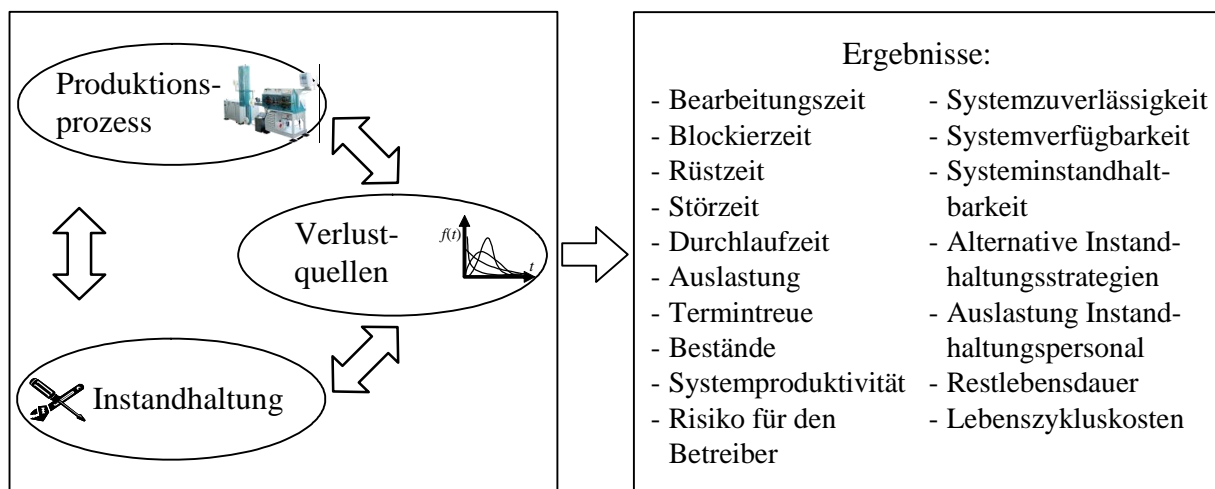 Produktions-
prozess
Verlust-
quellen
f(t)
t
Instandhaltung
Ergebnisse:
- Bearbeitungszeit
- Blockierzeit
- Rüstzeit
- Störzeit
- Durchlaufzeit
- Auslastung
- Termintreue
- Bestände
- Systemproduktivität
- Risiko für den
Betreiber
- Systemzuverlässigkeit
- Systemverfügbarkeit
- Systeminstandhalt-
barkeit
- Alternative Instand-
haltungsstrategien
- Auslastung Instand-
haltungspersonal
- Restlebensdauer
- Lebenszykluskosten